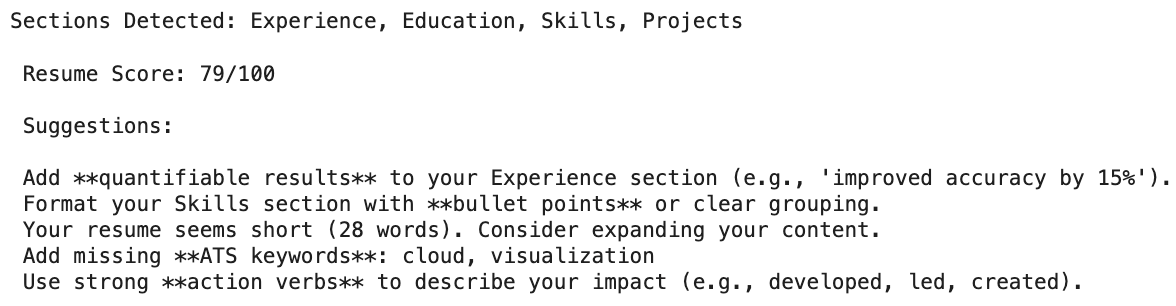 Sections Detected: Experience, Education, Skills, Projects
Resume Score: 79/100
Suggestions:
Add **quantifiable results** to your Experience section (e.g., 'improved accuracy by 15%').
Format your Skills section with **bullet points** or clear grouping.
Your resume seems short (28 words). Consider expanding your content.
Add missing **ATS keywords**: cloud, visualization
Use strong **action verbs** to describe your impact (e.g., developed, led, created).